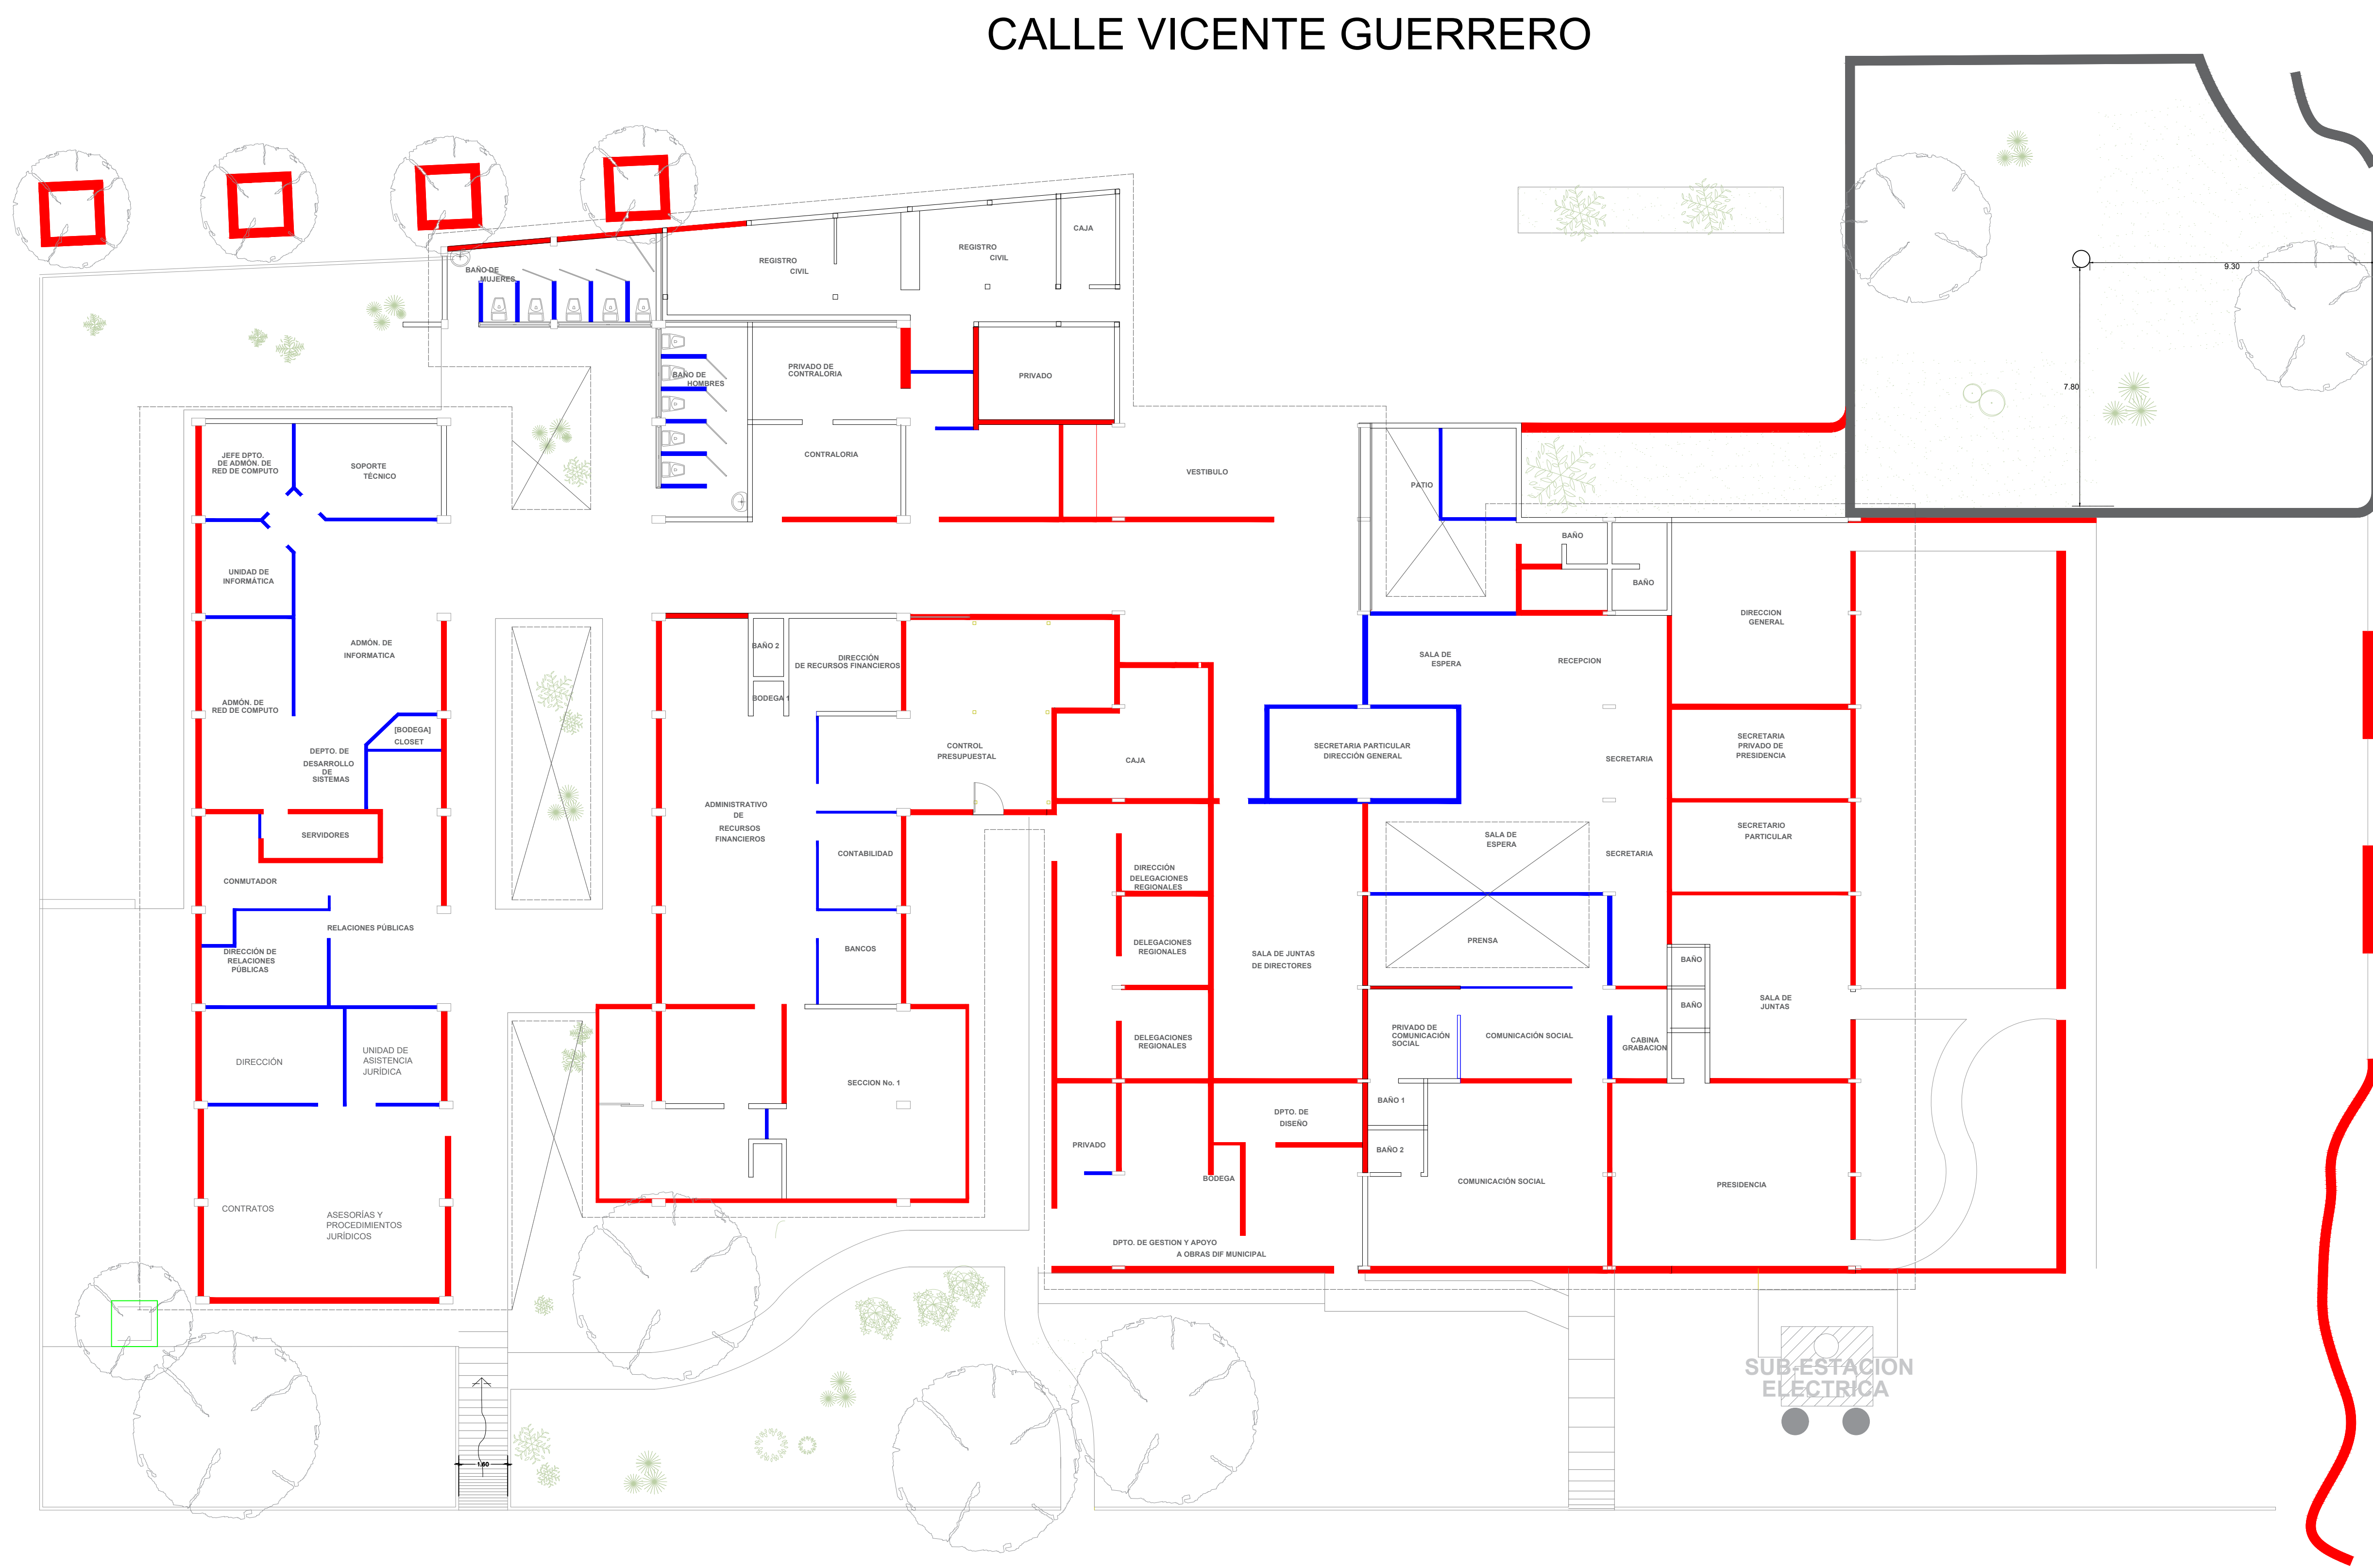 CALLE VICENTE GUERRERO
CAJA
REGISTRO
CIVIL
REGISTRO
CIVIL
BAÑO DE
MUJERES
9.30
7.80
PRIVADO DE
CONTRALORIA
PRIVADO
BAÑO DE
HOMBRES
CONTRALORIA
VESTIBULO
PATIO
JEFE DPTO.
DE ADMÓN. DE
RED DE COMPUTO
SOPORTE
TÉCNICO
BAÑO
BAÑO
UNIDAD DE
INFORMÁTICA
DIRECCION
GENERAL
ADMÓN. DE
INFORMATICA
BAÑO 2
DIRECCIÓN
DE RECURSOS FINANCIEROS
SALA DE
ESPERA
RECEPCION
BODEGA 1
ADMÓN. DE
RED DE COMPUTO
[BODEGA]
CLOSET
DEPTO. DE
DESARROLLO
DE
SISTEMAS
CONTROL
PRESUPUESTAL
CAJA
SECRETARIA PARTICULAR
DIRECCIÓN GENERAL
SECRETARIA
SECRETARIA
PRIVADO DE
PRESIDENCIA
ADMINISTRATIVO
DE
RECURSOS
FINANCIEROS
SERVIDORES
SALA DE
ESPERA
SECRETARIO
PARTICULAR
CONTABILIDAD
SECRETARIA
DIRECCIÓN
DELEGACIONES
REGIONALES
CONMUTADOR
RELACIONES PÚBLICAS
DIRECCIÓN DE
RELACIONES
PÚBLICAS
BANCOS
DELEGACIONES
REGIONALES
SALA DE JUNTAS
DE DIRECTORES
PRENSA
BAÑO
BAÑO
SALA DE
JUNTAS
DIRECCIÓN
UNIDAD DE
ASISTENCIA
JURÍDICA
DELEGACIONES
REGIONALES
PRIVADO DE
COMUNICACIÓN
SOCIAL
COMUNICACIÓN SOCIAL
CABINA
GRABACION
SECCION No. 1
BAÑO 1
DPTO. DE
DISEÑO
PRIVADO
BAÑO 2
BODEGA
COMUNICACIÓN SOCIAL
PRESIDENCIA
CONTRATOS
ASESORÍAS Y
PROCEDIMIENTOS
JURÍDICOS
DPTO. DE GESTION Y APOYO
A OBRAS DIF MUNICIPAL
SUB-ESTACION
ELECTRICA
1.60